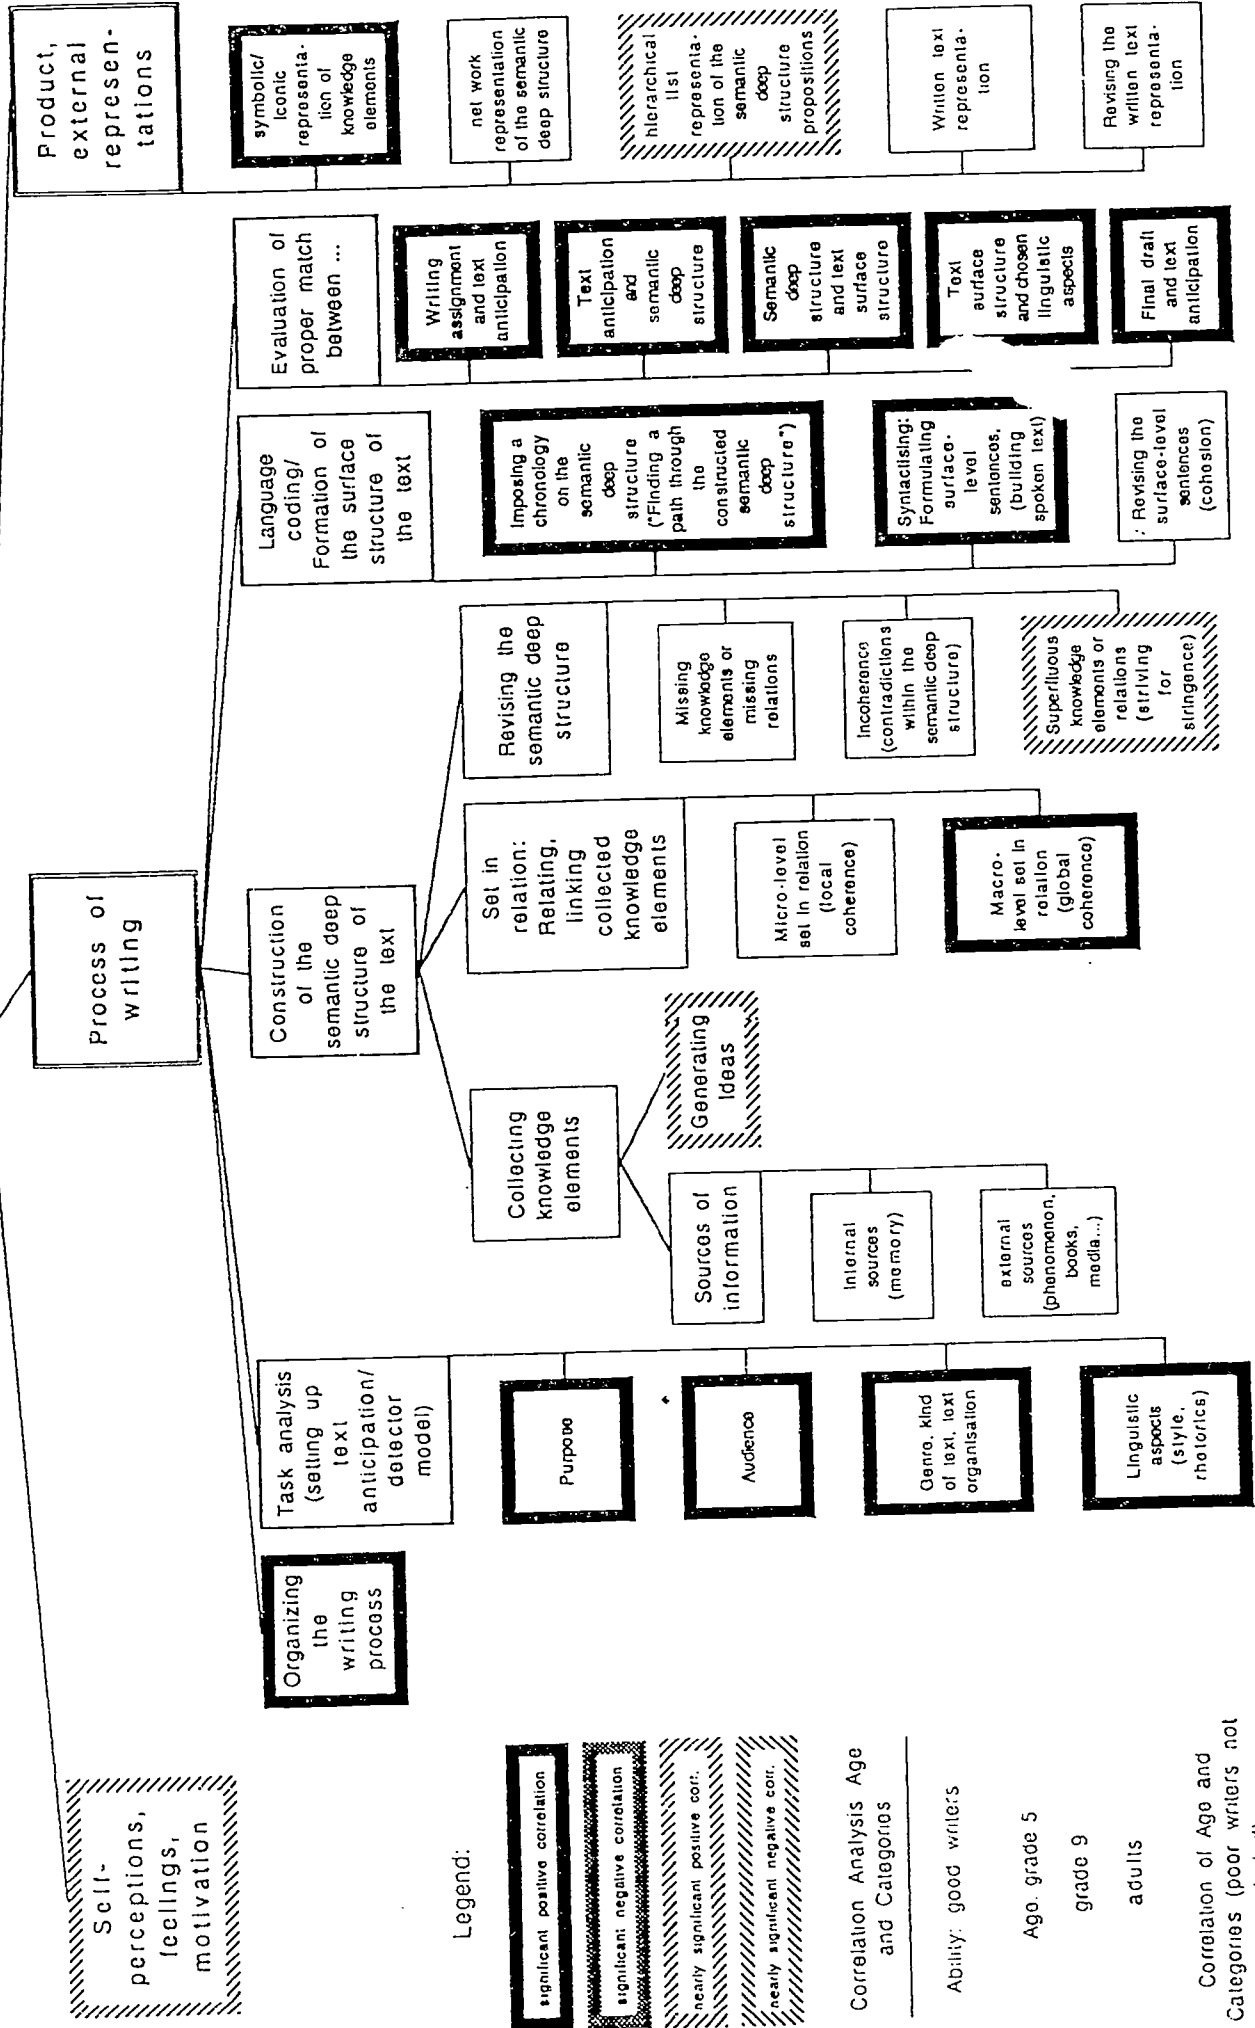 Self-
perceptions,
feelings,
motivation
Process of
writing
Product,
external
represen-
tations
Organizing
the
writing
process
Task analysis
(setting up
text
anticipation/
detector
model)
Purpose
Audience
Genre, kind
of text, text
organisation
Linguistic
aspects
(style,
rhetorics)
Construction
of the
semantic deep
structure of
the text
Collecting
knowledge
elements
Sources of
information
Internal
sources
(memory)
external
sources
(phenomenon,
books,
media...)
Generating
Ideas
Set in
relation:
Relating,
linking
collected
knowledge
elements
Micro-level
set in relation
(local
coherence)
Macro-
level set in
relation
(global
coherence)
Revising the
semantic deep
structure
Missing
knowledge
elements or
missing
relations
Incoherence
(contradictions
within the
semantic deep
structure)
Superfluous
knowledge
elements or
relations
(striving
for
stringence)
Language
coding/
Formation of
the surface
structure of
the text
Imposing a
chronology
on the
semantic
deep
structure
("Finding a
path through
the
constructed
semantic
deep
structure")
Syntactising:
Formulating
surface-
level
sentences,
(building
spoken text)
Revising the
surface-level
sentences
(cohesion)
Evaluation of
proper match
between ...
Writing
assignment
and text
anticipation
Text
anticipation
and
semantic
deep
structure
Semantic
deep
structure
and text
surface
structure
Text
surface
structure
and chosen
linguistic
aspects
Final draft
and text
anticipation
symbolic/
iconic
representa-
tion of
knowledge
elements
net work
representation
of the semantic
deep structure
hierarchical
list
representa-
tion of the
semantic
deep
structure
propositions
Written text
representa-
tion
Revising the
written text
representa-
tion
Legend:
significant positive correlation
significant negative correlation
nearly significant positive corr.
nearly significant negative corr.
Correlation Analysis Age
and Categories
Ability: good writers
Age: grade 5
grade 9
adults
Correlation of Age and
Categories (poor writers not